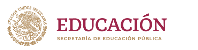 EDUCACIÓN
SECRETARÍA DE EDUCACIÓN PÚBLICA